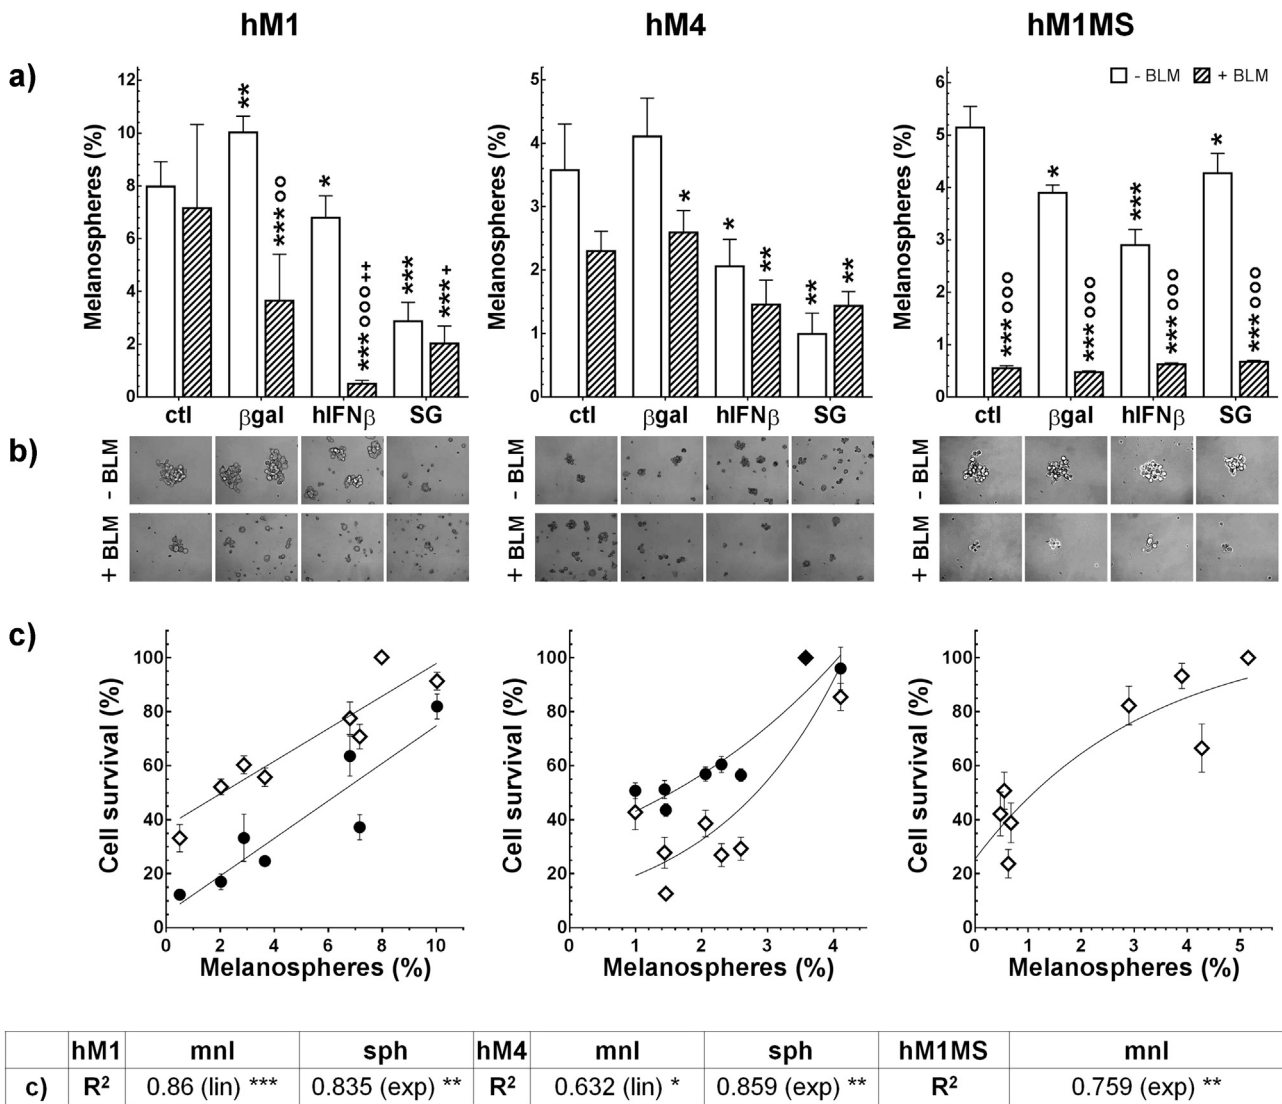 hM1 hM4 hM1MS
a)
Melanospheres (%)
12
10
8
6
4
2
0
**
***oo
*
***ooo++
***
***+
ctl βgal hIFNβ SG
Melanospheres (%)
5
4
3
2
1
0
*
*
**
**
**
ctl βgal hIFNβ SG
Melanospheres (%)
6
5
4
3
2
1
0
- BLM + BLM
***ooo
*
***ooo
***
***ooo
*
***ooo
ctl βgal hIFNβ SG
b)
- BLM - BLM - BLM
+ BLM + BLM + BLM
c)
Cell survival (%)
100
80
60
40
20
0
0 2 4 6 8 10
Melanospheres (%)
Cell survival (%)
100
80
60
40
20
0
0 1 2 3 4
Melanospheres (%)
Cell survival (%)
100
80
60
40
20
0
0 1 2 3 4 5
Melanospheres (%)
hM1 mnl sph hM4 mnl sph hM1MS mnl
c) R² 0.86 (lin) *** 0.835 (exp) ** R² 0.632 (lin) * 0.859 (exp) ** R² 0.759 (exp) **